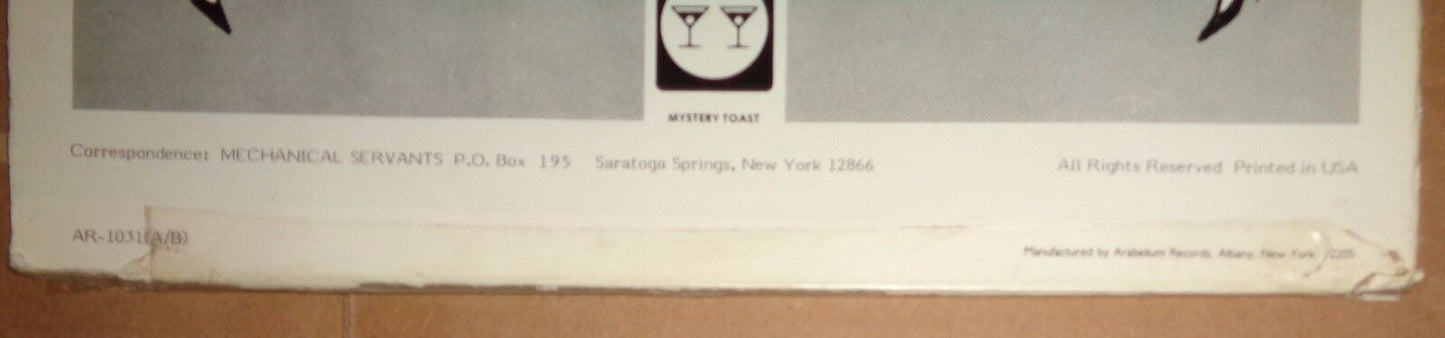 MYSTERY TOAST
Correspondence: MECHANICAL SERVANTS P.O. Box 195 Saratoga Springs, New York 12866
All Rights Reserved Printed in USA
AR-1031(A/B)
Manufactured by Arabellum Records, Albany, New York